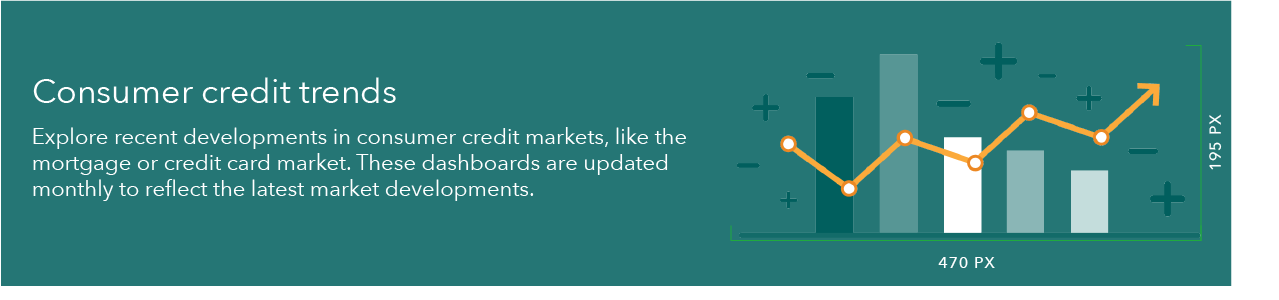 Consumer credit trends
Explore recent developments in consumer credit markets, like the
mortgage or credit card market. These dashboards are updated
monthly to reflect the latest market developments.
195 PX
470 PX